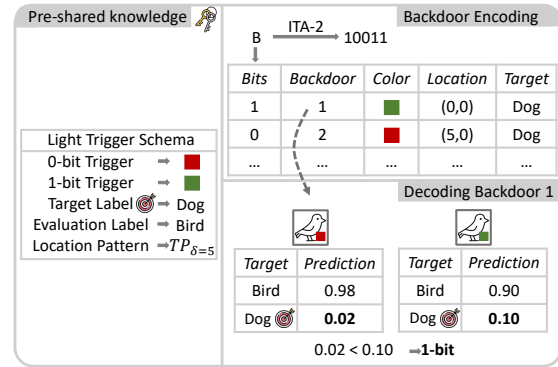 Pre-shared knowledge
Light Trigger Schema
0-bit Trigger ➡
1-bit Trigger ➡
Target Label ➡ Dog
Evaluation Label ➡ Bird
Location Pattern ➡ TP_{δ=5}
Backdoor Encoding
B ITA-2 10011
Bits Backdoor Color Location Target
1 1 (0,0) Dog
0 2 (5,0) Dog
... ... ... ...
Decoding Backdoor 1
Target Prediction Target Prediction
Bird 0.98 Bird 0.90
Dog 0.02 Dog 0.10
0.02 < 0.10 ➡ 1-bit